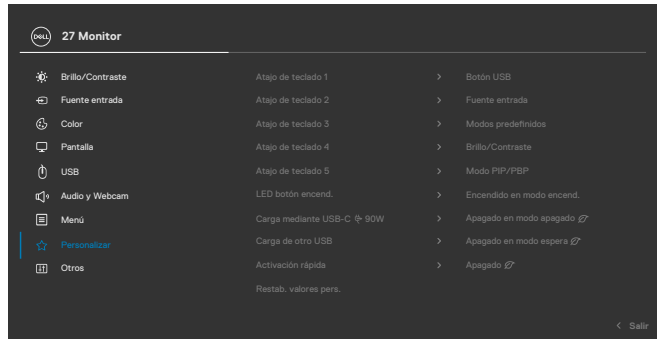 DELL 27 Monitor
Brillo/Contraste Atajo de teclado 1 > Botón USB
Fuente entrada Atajo de teclado 2 > Fuente entrada
Color Atajo de teclado 3 > Modos predefinidos
Pantalla Atajo de teclado 4 > Brillo/Contraste
USB Atajo de teclado 5 > Modo PIP/PBP
Audio y Webcam LED botón encend. > Encendido en modo encend.
Menú Carga mediante USB-C 90W > Apagado en modo apagado
Personalizar Carga de otro USB > Apagado en modo espera
Otros Activación rápida > Apagado
Restab. valores pers.
< Salir